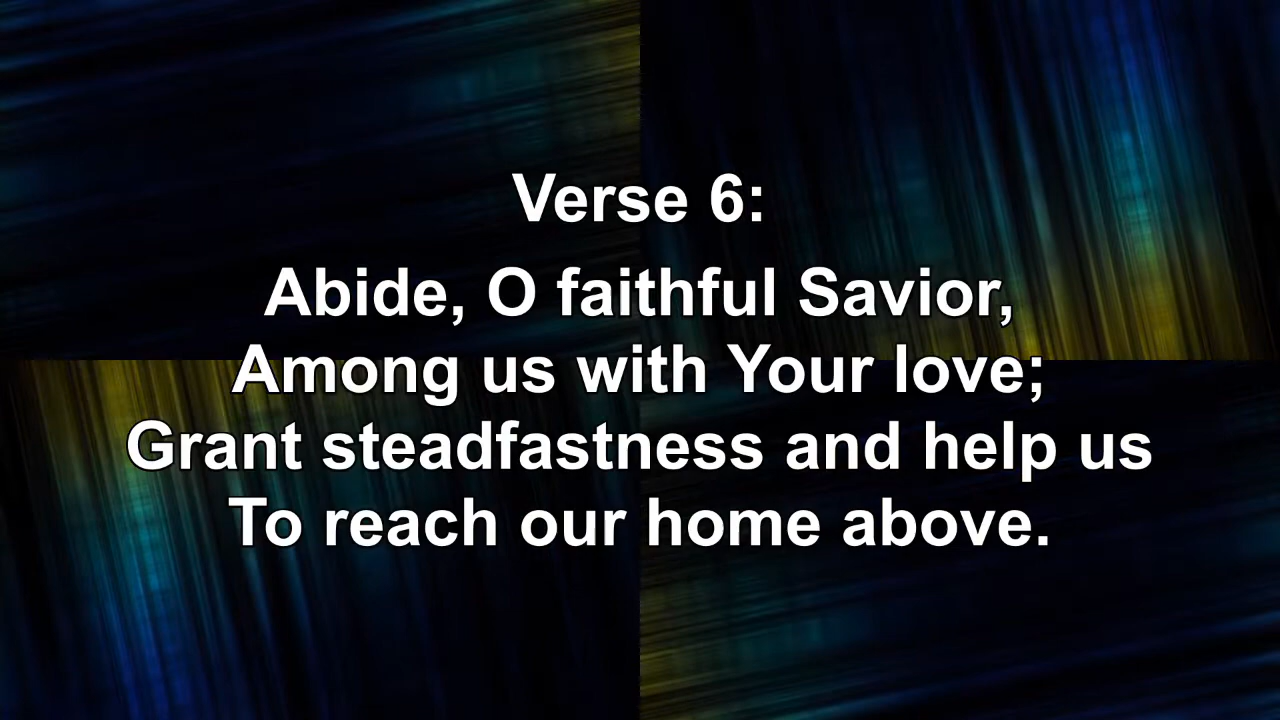 Verse 6:
Abide, O faithful Savior,
Among us with Your love;
Grant steadfastness and help us
To reach our home above.